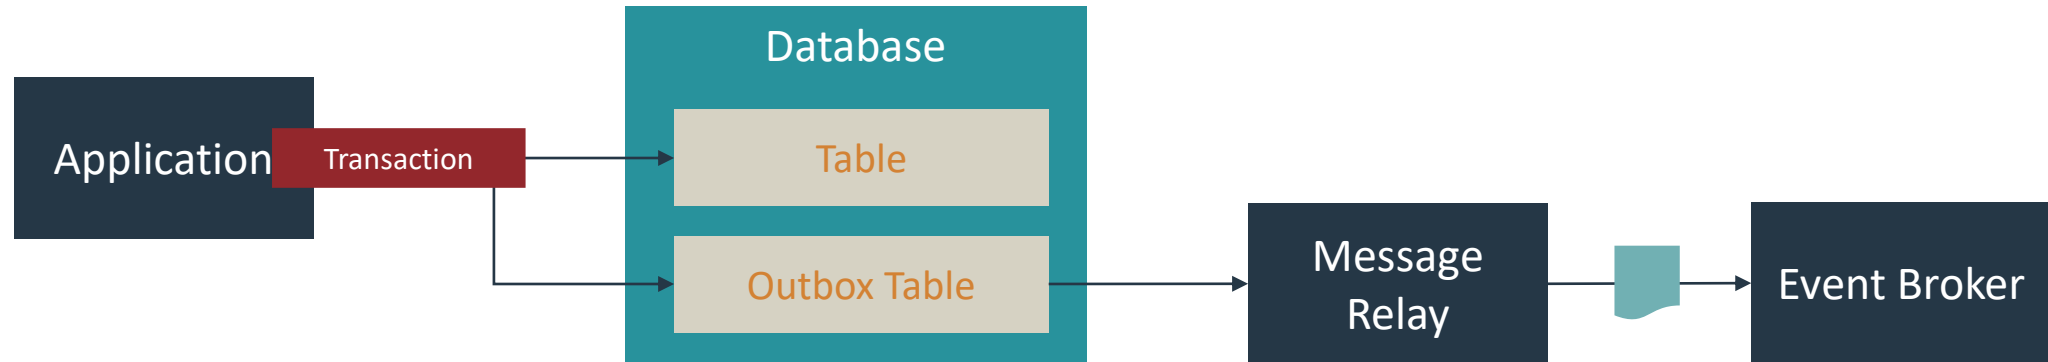 Database
Application
Transaction
Table
Outbox Table
Message
Relay
Event Broker